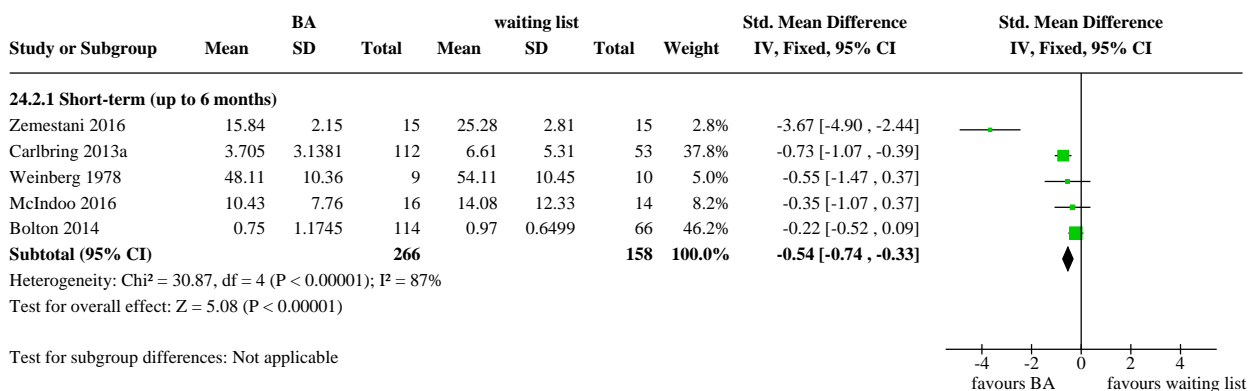 BA waiting list Std. Mean Difference Std. Mean Difference
Study or Subgroup Mean SD Total Mean SD Total Weight IV, Fixed, 95% CI IV, Fixed, 95% CI
24.2.1 Short-term (up to 6 months)
Zemestani 2016 15.84 2.15 15 25.28 2.81 15 2.8% -3.67 [-4.90 , -2.44]
Carlbring 2013a 3.705 3.1381 112 6.61 5.31 53 37.8% -0.73 [-1.07 , -0.39]
Weinberg 1978 48.11 10.36 9 54.11 10.45 10 5.0% -0.55 [-1.47 , 0.37]
McIndoo 2016 10.43 7.76 16 14.08 12.33 14 8.2% -0.35 [-1.07 , 0.37]
Bolton 2014 0.75 1.1745 114 0.97 0.6499 66 46.2% -0.22 [-0.52 , 0.09]
Subtotal (95% CI) 266 158 100.0% -0.54 [-0.74 , -0.33]
Heterogeneity: Chi² = 30.87, df = 4 (P < 0.00001); I² = 87%
Test for overall effect: Z = 5.08 (P < 0.00001)
Test for subgroup differences: Not applicable
-4 -2 0 2 4
favours BA favours waiting list